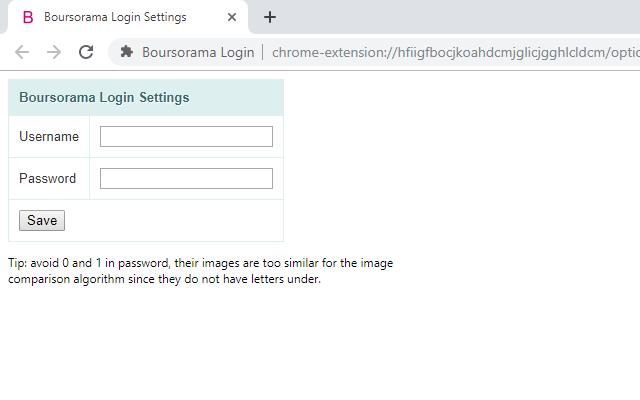 B Boursorama Login Settings
Boursorama Login | chrome-extension://hfiigfbocjkoahdcmjglicjgghlcldcm/optic
Boursorama Login Settings
Username
Password
Save
Tip: avoid 0 and 1 in password, their images are too similar for the image
comparison algorithm since they do not have letters under.